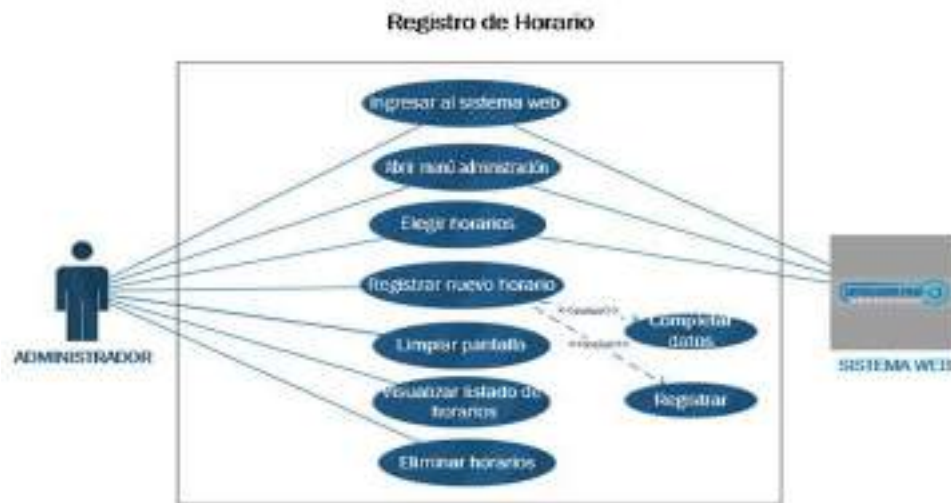 Registro de Horario
Ingresar al sistema web
Abrir menú administración
Elegir horarios
Registrar nuevo horario
Completar
datos
Limpiar pantalla
Visualizar listado de
horarios
Registrar
Eliminar horarios
ADMINISTRADOR
SISTEMA WEB